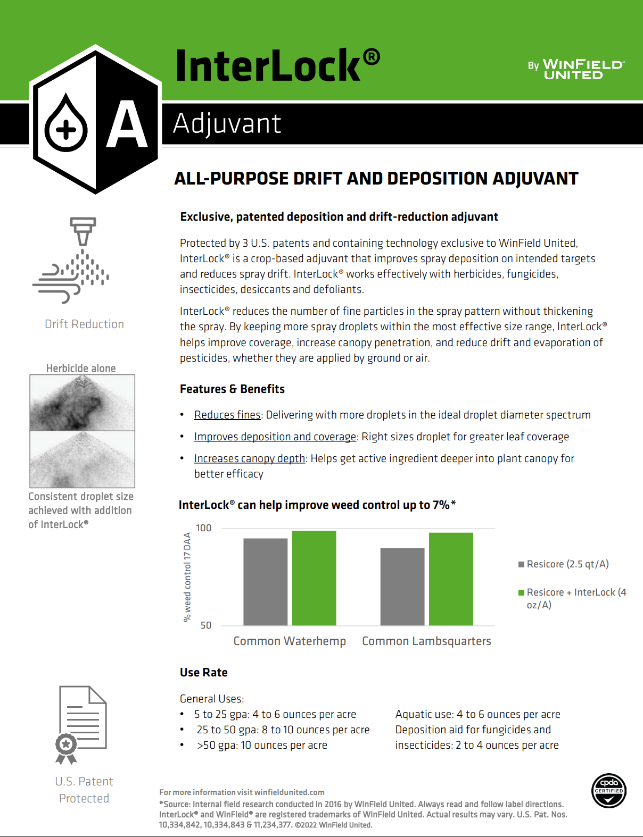 InterLock®
By WINFIELD®
UNITED
A
Adjuvant
ALL-PURPOSE DRIFT AND DEPOSITION ADJUVANT
Exclusive, patented deposition and drift-reduction adjuvant
Protected by 3 U.S. patents and containing technology exclusive to WinField United,
InterLock® is a crop-based adjuvant that improves spray deposition on intended targets
and reduces spray drift. InterLock® works effectively with herbicides, fungicides,
insecticides, desiccants and defoliants.
InterLock® reduces the number of fine particles in the spray pattern without thickening
the spray. By keeping more spray droplets within the most effective size range, InterLock®
helps improve coverage, increase canopy penetration, and reduce drift and evaporation of
pesticides, whether they are applied by ground or air.
Drift Reduction
Herbicide alone
Consistent droplet size
achieved with addition
of InterLock®
Features & Benefits
• Reduces fines: Delivering with more droplets in the ideal droplet diameter spectrum
• Improves deposition and coverage: Right sizes droplet for greater leaf coverage
• Increases canopy depth: Helps get active ingredient deeper into plant canopy for
better efficacy
InterLock® can help improve weed control up to 7%*
% weed control 17 DAA
100
50
Common Waterhemp
Common Lambsquarters
Resicore (2.5 qt/A)
Resicore + InterLock (4
oz/A)
Use Rate
General Uses:
• 5 to 25 gpa: 4 to 6 ounces per acre
• 25 to 50 gpa: 8 to 10 ounces per acre
• >50 gpa: 10 ounces per acre
Aquatic use: 4 to 6 ounces per acre
Deposition aid for fungicides and
insecticides: 2 to 4 ounces per acre
U.S. Patent
Protected
cpda
CERTIFIED
For more information visit winfieldunited.com
*Source: Internal field research conducted in 2016 by WinField United. Always read and follow label directions.
InterLock® and WinField® are registered trademarks of WinField United. Actual results may vary. U.S. Pat. Nos.
10,334,842, 10,334,843 & 11,234,377. ©2022 WinField United.